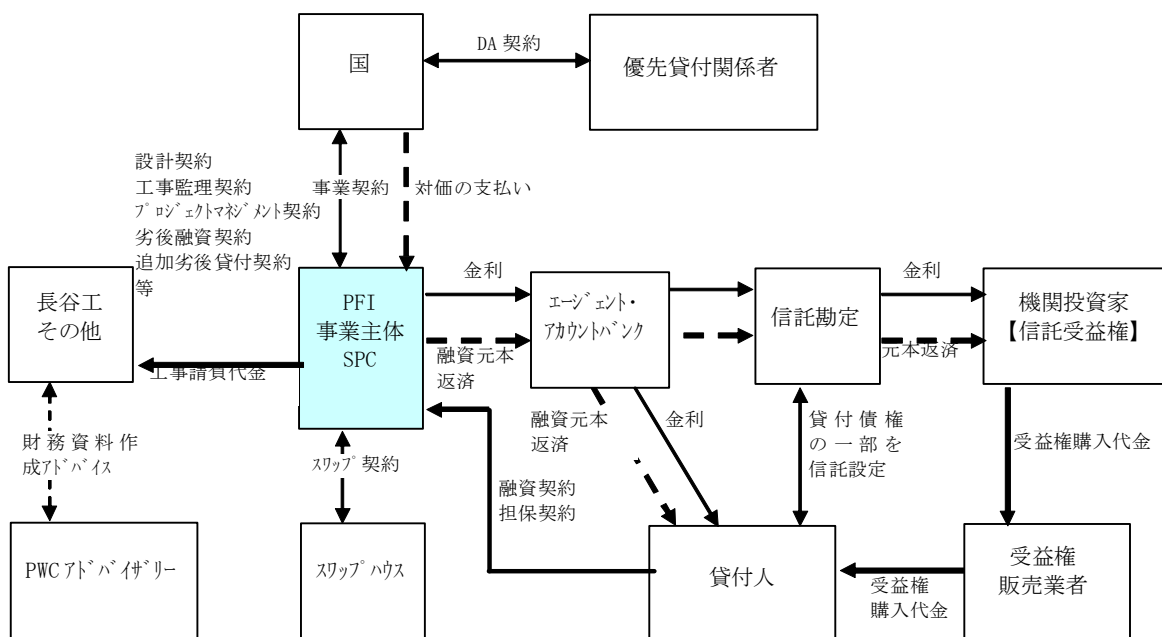 国
DA 契約
優先貸付関係者
設計契約
工事監理契約
ﾌﾟﾛｼﾞｪｸﾄﾏﾈｼﾞﾒﾝﾄ契約
劣後融資契約
追加劣後貸付契約
等
事業契約
対価の支払い
長谷工
その他
PFI
事業主体
SPC
金利
融資元本
返済
ｴｰｼﾞｪﾝﾄ・
ｱｶｳﾝﾄﾊﾞﾝｸ
信託勘定
金利
元本返済
機関投資家
【信託受益権】
工事請負代金
財務資料作
成ｱﾄﾞﾊﾞｲｽ
ｽﾜｯﾌﾟ契約
融資契約
担保契約
融資元本
返済
金利
貸付債権
の一部を
信託設定
受益権購入代金
PWC ｱﾄﾞﾊﾞｲｻﾞﾘｰ
ｽﾜｯﾌﾟﾊｳｽ
貸付人
受益権
購入代金
受益権
販売業者